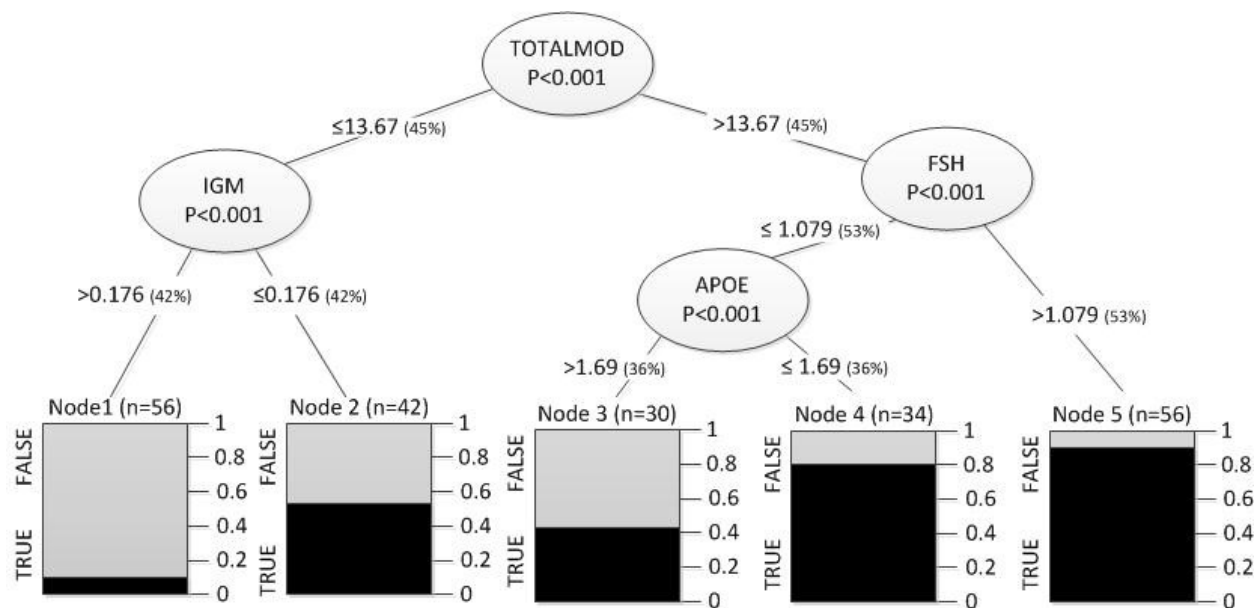 TOTALMOD
P<0.001
≤13.67 (45%)
>13.67 (45%)
IGM
P<0.001
FSH
P<0.001
≤ 1.079 (53%)
APOE
P<0.001
>0.176 (42%)
≤0.176 (42%)
>1.079 (53%)
>1.69 (36%)
≤ 1.69 (36%)
Node1 (n=56)
FALSE
TRUE
1
0.8
0.6
0.4
0.2
0
Node 2 (n=42)
FALSE
TRUE
1
0.8
0.6
0.4
0.2
0
Node 3 (n=30)
FALSE
TRUE
1
0.8
0.6
0.4
0.2
0
Node 4 (n=34)
FALSE
TRUE
1
0.8
0.6
0.4
0.2
0
Node 5 (n=56)
FALSE
TRUE
1
0.8
0.6
0.4
0.2
0